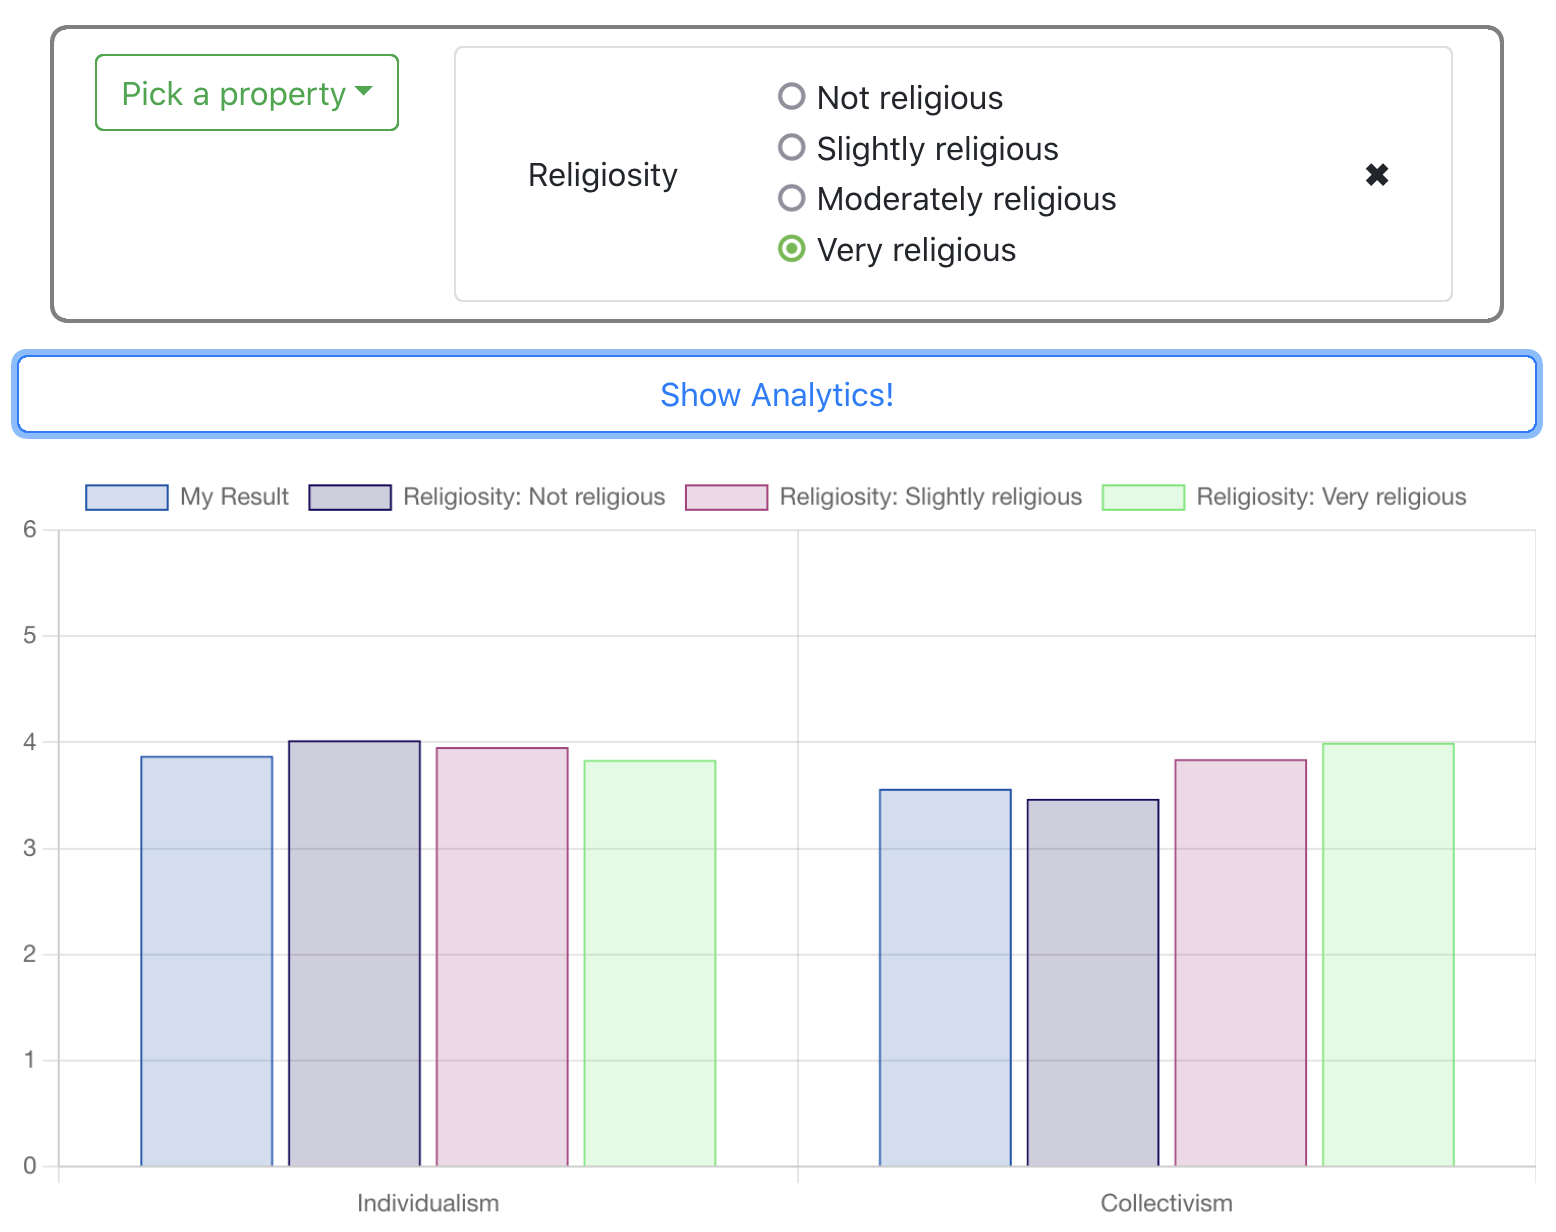 Pick a property
Religiosity
Not religious
Slightly religious
Moderately religious
Very religious
Show Analytics!
My Result
Religiosity: Not religious
Religiosity: Slightly religious
Religiosity: Very religious
6
5
4
3
2
1
0
Individualism
Collectivism